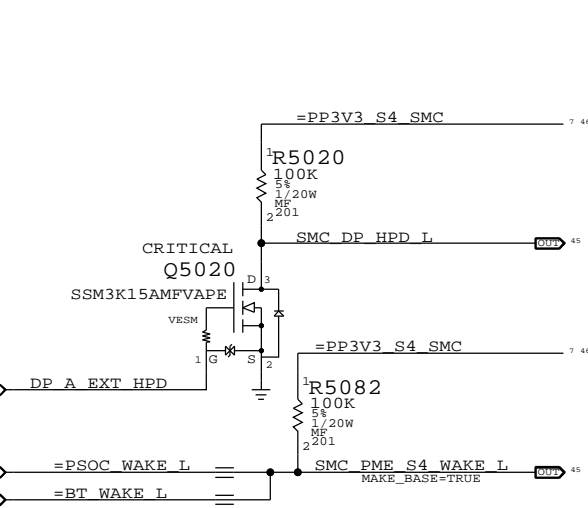 =PP3V3_S4_SMC
7 46
1
R5020
100K
5%
1/20W
MF
2 201
SMC_DP_HPD_L
OUT
45
CRITICAL
Q5020
SSM3K15AMFVAPE
VESM
D 3
1 G
S 2
DP_A_EXT_HPD
=PP3V3_S4_SMC
7 46
1
R5082
100K
5%
1/20W
MF
2 201
=PSOC_WAKE_L
SMC_PME_S4_WAKE_L
MAKE_BASE=TRUE
OUT
45
=BT_WAKE_L